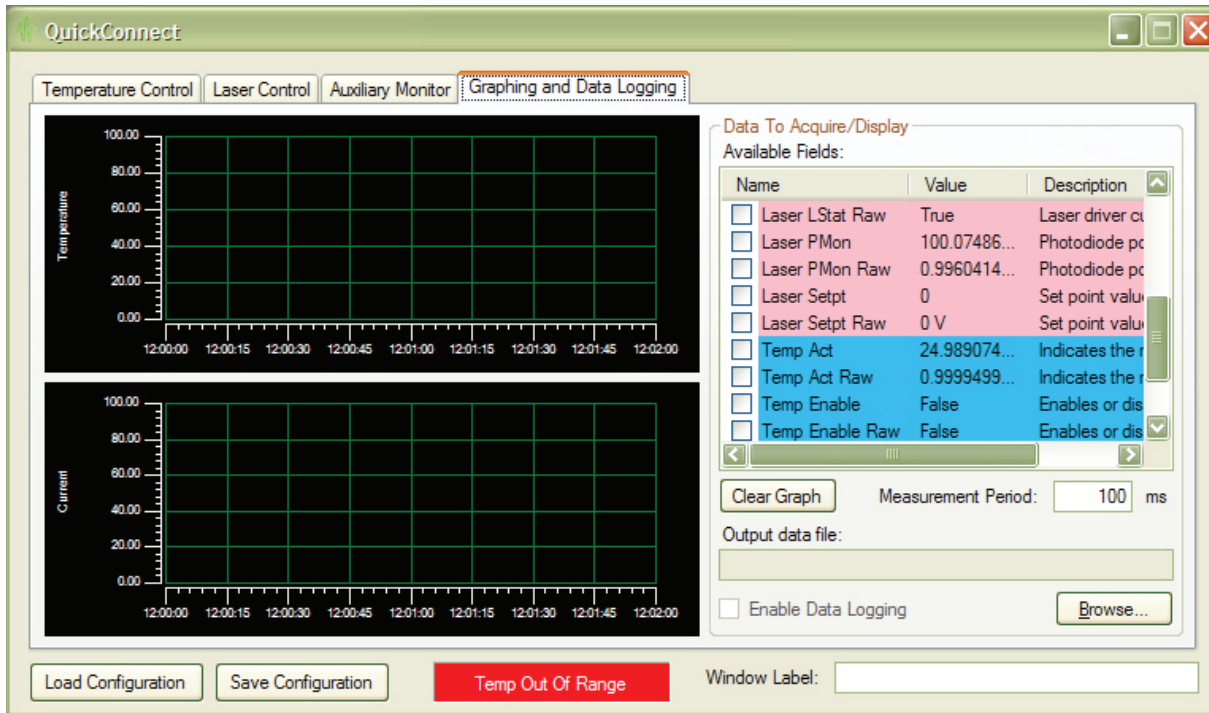 QuickConnect
Temperature Control Laser Control Auxiliary Monitor Graphing and Data Logging
Temperature
100.00
80.00
60.00
40.00
20.00
0.00
12:00:00 12:00:15 12:00:30 12:00:45 12:01:00 12:01:15 12:01:30 12:01:45 12:02:00
Current
100.00
80.00
60.00
40.00
20.00
0.00
12:00:00 12:00:15 12:00:30 12:00:45 12:01:00 12:01:15 12:01:30 12:01:45 12:02:00
Data To Acquire/Display
Available Fields:
Name Value Description
Laser LStat Raw True Laser driver cu
Laser PMon 100.07486... Photodiode po
Laser PMon Raw 0.9960414... Photodiode po
Laser Setpt 0 Set point valu
Laser Setpt Raw 0 V Set point valu
Temp Act 24.989074... Indicates the r
Temp Act Raw 0.9999499... Indicates the r
Temp Enable False Enables or dis
Temp Enable Raw False Enables or dis
Clear Graph Measurement Period: 100 ms
Output data file:
Enable Data Logging Browse...
Load Configuration Save Configuration Temp Out Of Range Window Label: